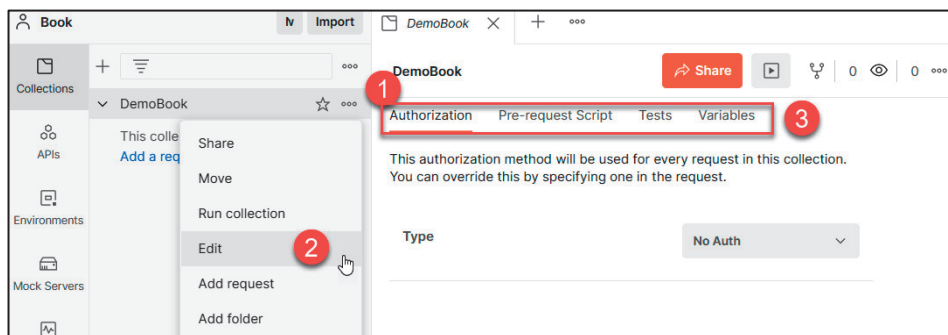 Book
Import
DemoBook
Collections
DemoBook
Share
0
0
1
DemoBook
Authorization Pre-request Script Tests Variables
3
APIs
This colle
Add a req
Share
This authorization method will be used for every request in this collection.
You can override this by specifying one in the request.
Move
Environments
Run collection
Type
No Auth
Edit
2
Mock Servers
Add request
Add folder